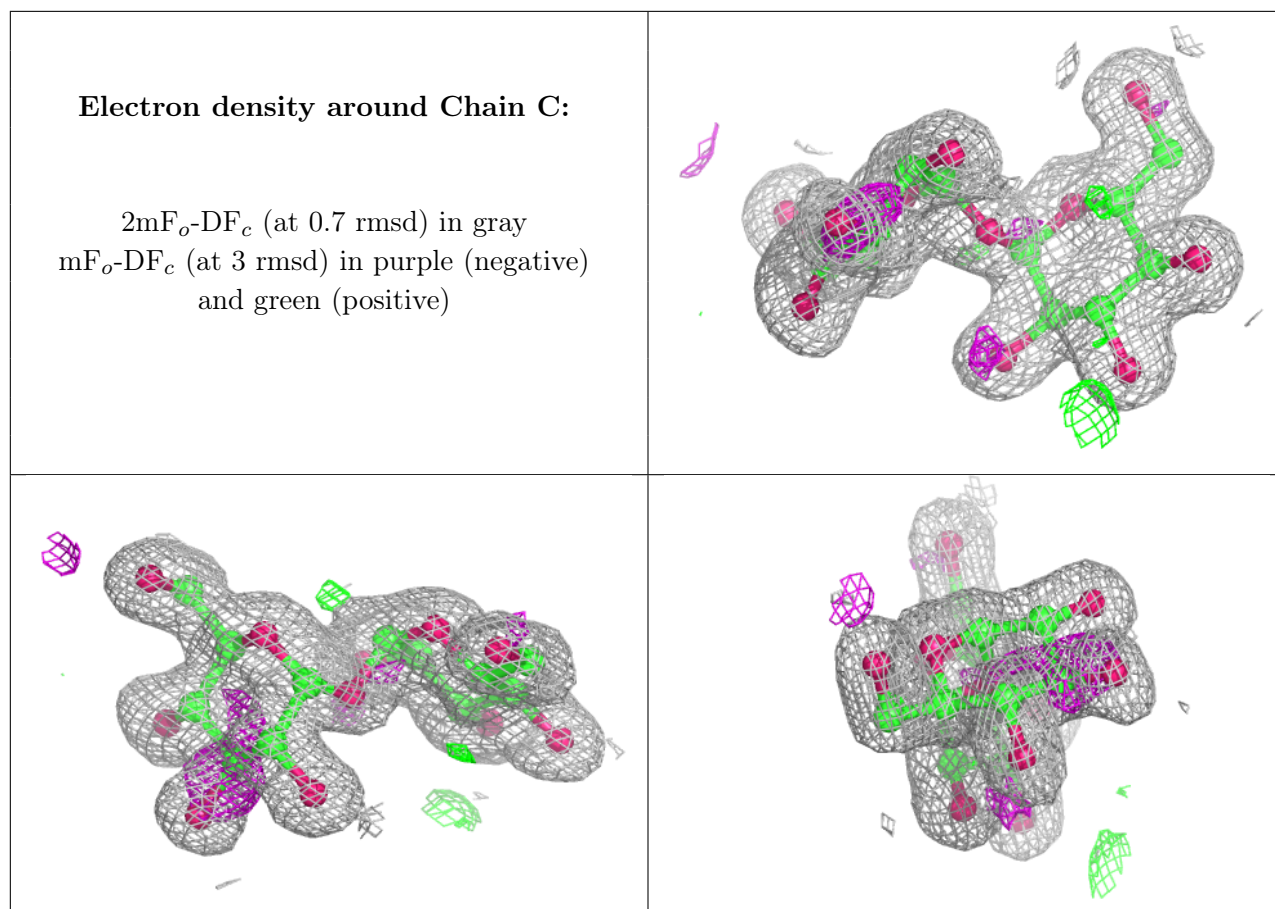 Electron density around Chain C:
2mFo-DFc (at 0.7 rmsd) in gray
mFo-DFc (at 3 rmsd) in purple (negative)
and green (positive)